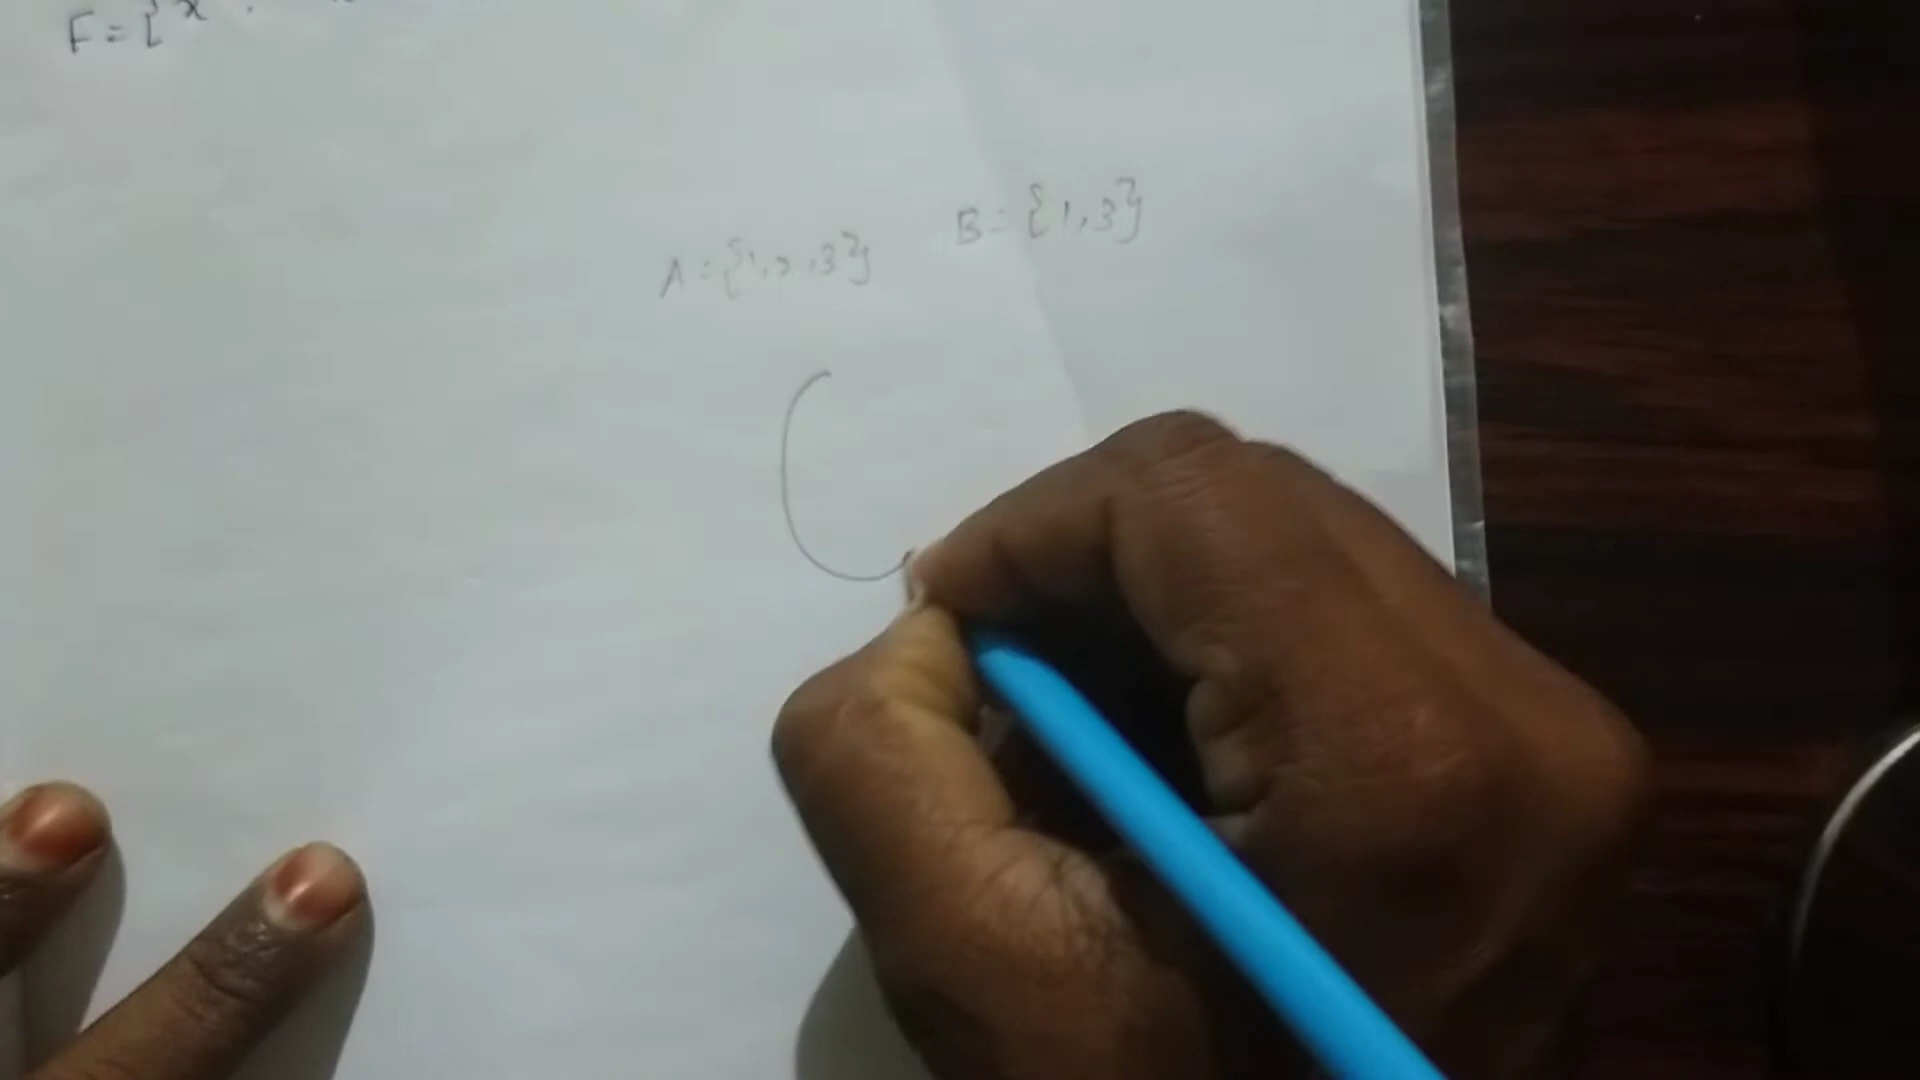 F = { x :
A = {1, 2, 3} B = {1, 3}